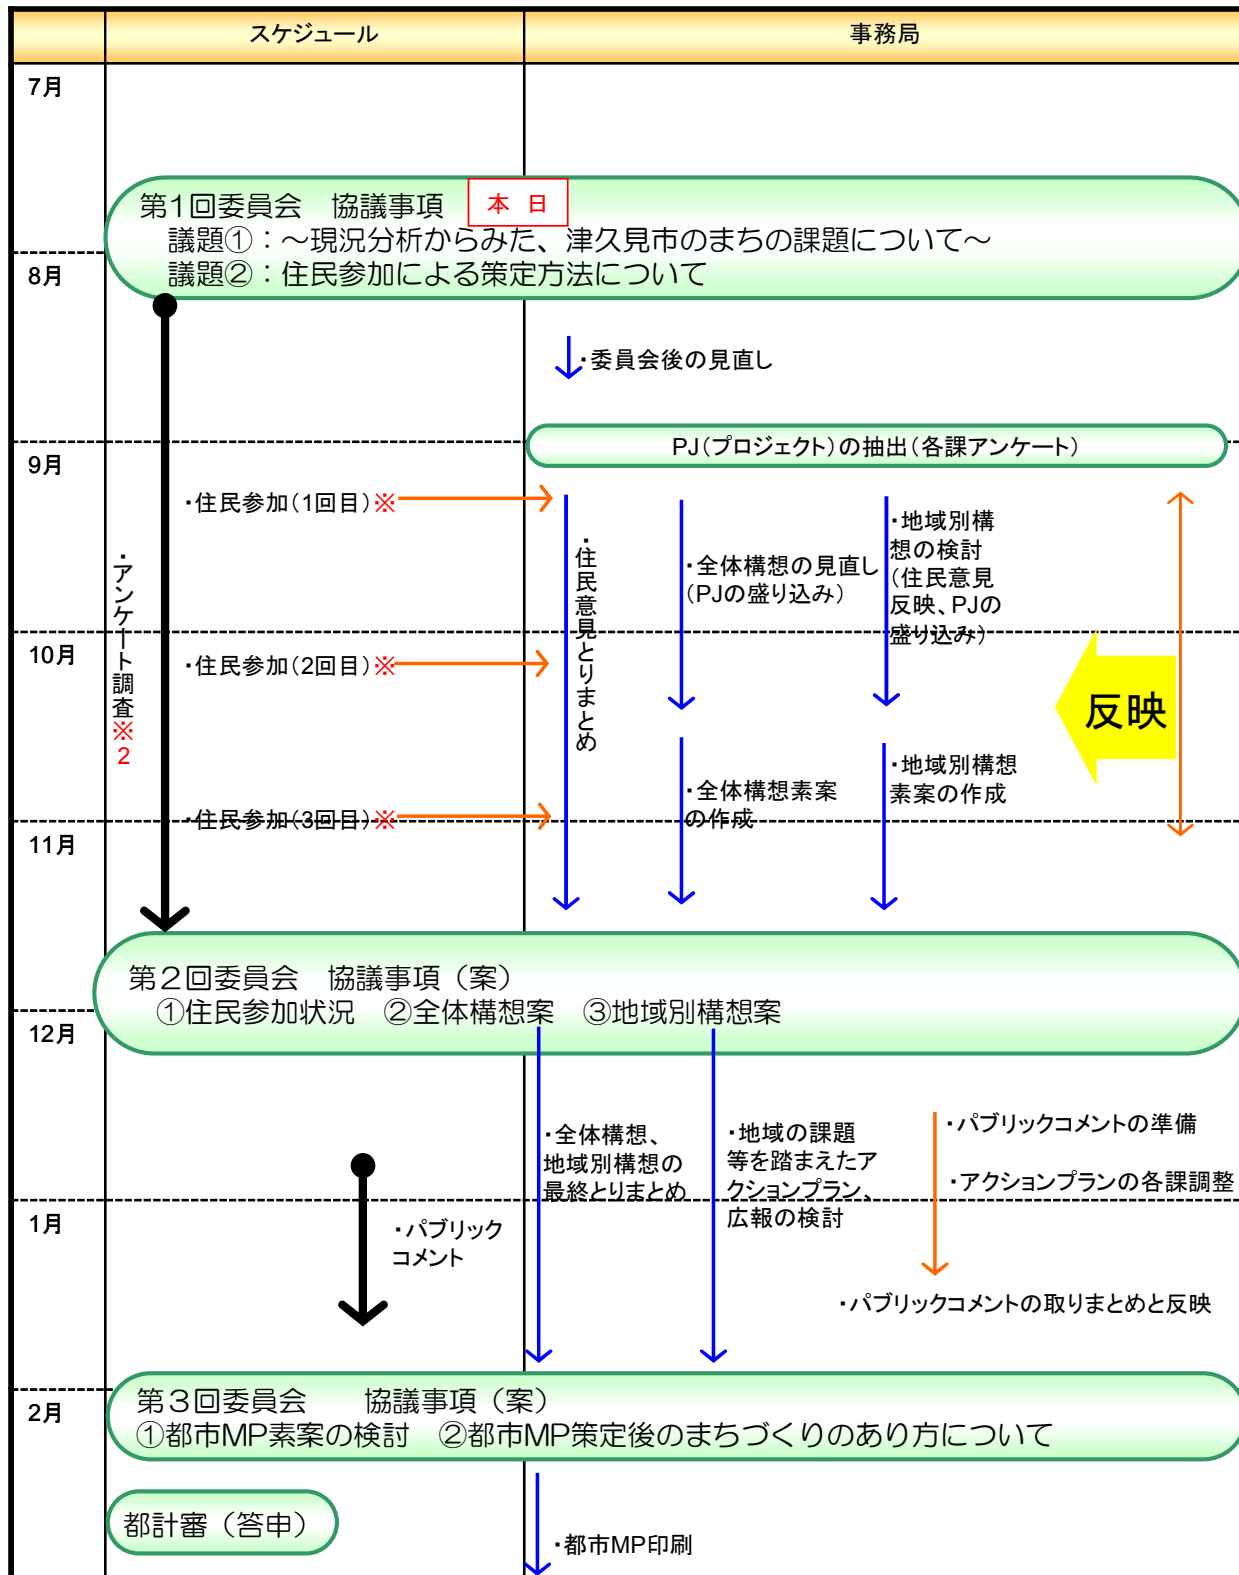 スケジュール
事務局
7月
第1回委員会　協議事項
本　日
議題①：～現況分析からみた、津久見市のまちの課題について～
8月
議題②：住民参加による策定方法について
・委員会後の見直し
PJ(プロジェクト)の抽出(各課アンケート)
9月
・住民参加(1回目)※
・アンケート調査※2
・住民意見とりまとめ
・全体構想の見直し
(PJの盛り込み)
・地域別構
想の検討
(住民意見
反映、PJの
盛り込み)
10月
・住民参加(2回目)※
反映
・全体構想素案
の作成
・地域別構想
素案の作成
・住民参加(3回目)※
11月
第２回委員会　協議事項（案）
①住民参加状況　②全体構想案　③地域別構想案
12月
・全体構想、
地域別構想の
最終とりまとめ
・地域の課題
等を踏まえたア
クションプラン、
広報の検討
・パブリックコメントの準備
・アクションプランの各課調整
1月
・パブリック
コメント
・パブリックコメントの取りまとめと反映
第３回委員会　　協議事項（案）
2月
①都市MP素案の検討　②都市MP策定後のまちづくりのあり方について
都計審（答申）
・都市MP印刷